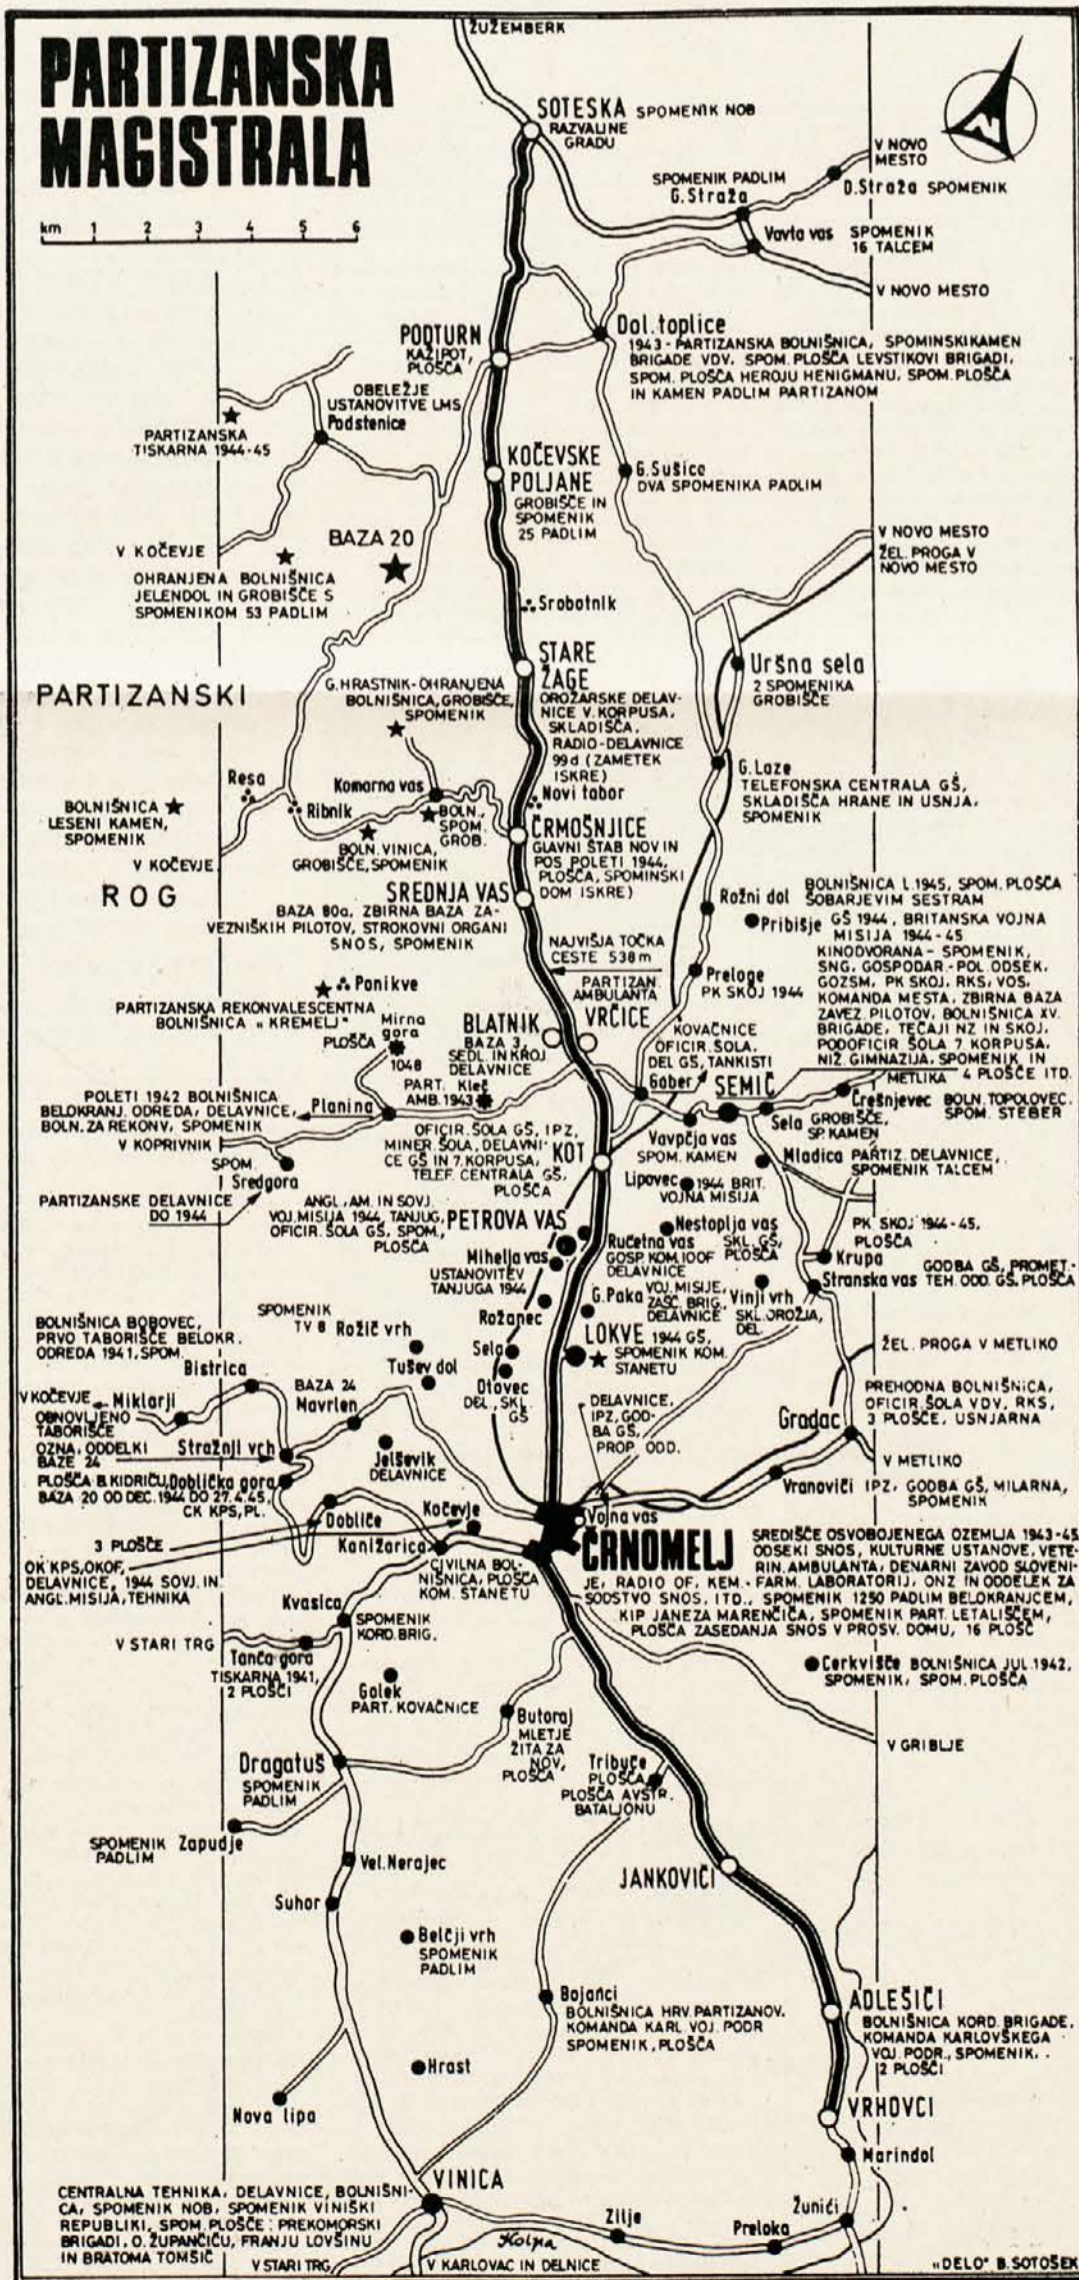 PARTIZANSKA
MAGISTRALA
km 1 2 3 4 5 6
ŽUŽEMBERK
SOTESKA SPOMENIK NOB
RAZVALINE
GRADU
V NOVO
MESTO
SPOMENIK PADLIM
G.Straža
D.Straža SPOMENIK
Vavta vas SPOMENIK
16 TALCEM
V NOVO MESTO
PODTURN
KAŽIPOT,
PLOŠČA
Dol.toplice
1943 - PARTIZANSKA BOLNIŠNICA, SPOMINSKI KAMEN
BRIGADE VDV, SPOM. PLOŠČA LEVSTIKOVI BRIGADI,
SPOM. PLOŠČA HEROJU HENIGMANU, SPOM. PLOŠČA
IN KAMEN PADLIM PARTIZANOM
OBELEŽJE
USTANOVITVE LMS
Podstenice
PARTIZANSKA
TISKARNA 1944-45
KOČEVSKE
POLJANE
GROBIŠČE IN
SPOMENIK
25 PADLIM
G.Sušica
DVA SPOMENIKA PADLIM
BAZA 20
V KOČEVJE
OHRANJENA BOLNIŠNICA
JELENDOL IN GROBIŠČE S
SPOMENIKOM 53 PADLIM
V NOVO MESTO
ŽEL. PROGA V
NOVO MESTO
Srobotnik
STARE
ŽAGE
OROŽARSKE DELAV-
NICE V. KORPUSA,
SKLADIŠČA,
RADIO-DELAVNICE
99d (ZAMETEK
ISKRE)
Uršna sela
2 SPOMENIKA
GROBIŠČE
PARTIZANSKI
G.HRASTNIK-OHRANJENA
BOLNIŠNICA, GROBIŠČE,
SPOMENIK
G.Laze
TELEFONSKA CENTRALA GŠ,
SKLADIŠČA HRANE IN USNJA,
SPOMENIK
Resa
Ribnik
Komarna vas
Novi tabor
BOLN.,
SPOM.
GROB.
BOLNIŠNICA
LESENI KAMEN,
SPOMENIK
V KOČEVJE
BOLN. VINICA,
GROBIŠČE, SPOMENIK
ČRMOŠNJICE
GLAVNI ŠTAB NOV IN
POS POLETI 1944,
PLOŠČA, SPOMINSKI
DOM ISKRE)
ROG
SREDNJA VAS
BAZA 80a, ZBIRNA BAZA ZA-
VEZNIŠKIH PILOTOV, STROKOVNI ORGANI
SNOS, SPOMENIK
Rožni dol
BOLNIŠNICA L.1945, SPOM. PLOŠČA
ŠOBARJEVIM SESTRAM
Pribišje GŠ 1944, BRITANSKA VOJNA
MISIJA 1944-45
KINODVORANA - SPOMENIK,
SNG, GOSPODAR.-POL. ODSEK,
GOZSM, PK SKOJ, RKS, VOS,
KOMANDA MESTA, ZBIRNA BAZA
ZAVEZ. PILOTOV, BOLNIŠNICA XV.
BRIGADE, TEČAJI NZ IN SKOJ,
PODOFICIR. ŠOLA 7. KORPUSA,
NIŽ. GIMNAZIJA, SPOMENIK IN
4 PLOŠČE ITD.
NAJVIŠJA TOČKA
CESTE 538 m
PARTIZAN.
AMBULANTA
Preloge
PK SKOJ 1944
Ponikve
PARTIZANSKA REKONVALESCENTNA
BOLNIŠNICA "KREMELJ"
Mirna
gora
PLOŠČA
1048
BLATNIK
BAZA 3,
SEDL. IN KROJ
DELAVNICE
VRČICE
KOVAČNICE
OFICIR. ŠOLA,
DEL GŠ, TANKISTI
Gaber
SEMIČ
METLIKA
Črešnjevec BOLN. TOPOLOVEC,
SPOM. STEBER
Sela GROBIŠČE,
SP. KAMEN
Vavpčja vas
SPOM. KAMEN
PART. Kleč
AMB. 1943
POLETI 1942 BOLNIŠNICA
BELOKRANJ. ODREDA, DELAVNICE,
BOLN. ZA REKONV., SPOMENIK
Planina
V KOPRIVNIK
SPOM.
Sredgora
PARTIZANSKE DELAVNICE
DO 1944
OFICIR. ŠOLA GŠ, IPZ,
MINER. ŠOLA, DELAVNI-
CE GŠ IN 7. KORPUSA,
TELEF. CENTRALA GŠ,
PLOŠČA
KOT
Mladica PARTIZ. DELAVNICE,
SPOMENIK TALCEM
Lipovec 1944 BRIT.
VOJNA MISIJA
ANGL., AM. IN SOVJ.
VOJ. MISIJA 1944, TANJUG,
OFICIR. ŠOLA GŠ, SPOM.,
PLOŠČA
PETROVA VAS
Nestoplja vas
SKL. GŠ,
PLOŠČA
PK SKOJ 1944-45,
PLOŠČA
Krupa
Ručetna vas
GOSP. KOM. IOOF
DELAVNICE
Mihelja vas
USTANOVITEV
TANJUGA 1944
Stranska vas
GODBA GŠ, PROMET.-
TEH. ODD. GŠ, PLOŠČA
Vinji vrh
SKL. OROŽJA,
DEL.
G.Paka VOJ. MISIJE,
ZAŠČ. BRIG.,
DELAVNICE
Rožanec
LOKVE 1944 GŠ,
SPOMENIK KOM.
STANETU
ŽEL. PROGA V METLIKO
SPOMENIK
TV 8 Rožič vrh
Tušev dol
Sela
Otovec
DEL., SKL.
GŠ
BOLNIŠNICA BOBOVEC,
PRVO TABORIŠČE BELOKR.
ODREDA 1941, SPOM.
Bistrica
BAZA 24
Mavrlen
V KOČEVJE Miklarji
OBNOVLJENO
TABORIŠČE
OZNA, ODDELKI
BAZE 24
Stražnji vrh
Jelševik
DELAVNICE
DELAVNICE,
IPZ, GOD-
BA GŠ,
PROP. ODD.
PREHODNA BOLNIŠNICA,
OFICIR. ŠOLA VDV, RKS,
3 PLOŠČE, USNJARNA
Gradac
V METLIKO
Vranoviči IPZ, GODBA GŠ, MILARNA,
SPOMENIK
PLOŠČA B. KIDRIČU, Doblička gora
BAZA 20 OD DEC. 1944 DO 27.4.45,
CK KPS, PL.
Dobliče
Kočevje
3 PLOŠČE
Kanižarica
OK KPS, OKOF,
DELAVNICE, 1944 SOVJ. IN
ANGL. MISIJA, TEHNIKA
CIVILNA BOL-
NIŠNICA, PLOŠČA
KOM. STANETU
Vojna vas
ČRNOMELJ
SREDIŠČE OSVOBOJENEGA OZEMLJA 1943-45
ODSEKI SNOS, KULTURNE USTANOVE, VETE-
RIN. AMBULANTA, DENARNI ZAVOD SLOVENI-
JE, RADIO OF, KEM.- FARM. LABORATORIJ, ONZ IN ODDELEK ZA
SODSTVO SNOS, ITD., SPOMENIK 1250 PADLIM BELOKRANJCEM,
KIP JANEZA MARENČIČA, SPOMENIK PART. LETALIŠČEM,
PLOŠČA ZASEDANJA SNOS V PROSV. DOMU, 16 PLOŠČ
Kvasica
SPOMENIK
KORD. BRIG.
V STARI TRG
Tanča gora
TISKARNA 1941,
2 PLOŠČI
Golek
PART. KOVAČNICE
Cerkvišče BOLNIŠNICA JUL. 1942,
SPOMENIK, SPOM. PLOŠČA
Butoraj
MLETJE
ŽITA ZA
NOV,
PLOŠČA
V GRIBLJE
Dragatuš
SPOMENIK
PADLIM
Tribuče
PLOŠČA,
PLOŠČA AVSTR.
BATALJONU
SPOMENIK Zapudje
PADLIM
Vel.Nerajec
JANKOVIČI
Suhor
Belčji vrh
SPOMENIK
PADLIM
Bojanci
BOLNIŠNICA HRV. PARTIZANOV,
KOMANDA KARL. VOJ. PODR
SPOMENIK, PLOŠČA
ADLEŠIČI
BOLNIŠNICA KORD. BRIGADE,
KOMANDA KARLOVŠKEGA
VOJ. PODR., SPOMENIK,
2 PLOŠČI
Hrast
Nova lipa
VRHOVCI
Marindol
VINICA
CENTRALNA TEHNIKA, DELAVNICE, BOLNIŠNI-
CA, SPOMENIK NOB, SPOMENIK VINIŠKI
REPUBLIKI, SPOM. PLOŠČE: PREKOMORSKI
BRIGADI, O. ŽUPANČIČU, FRANJU LOVŠINU
IN BRATOMA TOMŠIČ
Žunići
Zilje
Preloka
Kolpa
V STARI TRG
V KARLOVAC IN DELNICE
"DELO" B. SOTOŠEK